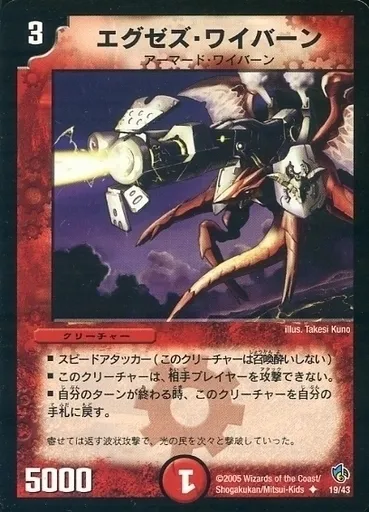 3
エグゼズ・ワイバーン
アーマード・ワイバーン
illus. Takesi Kuno
クリーチャー
■ スピードアタッカー(このクリーチャーは召喚酔いしない)
■ このクリーチャーは、相手プレイヤーを攻撃できない。
■ 自分のターンが終わる時、このクリーチャーを自分の
手札に戻す。
寄せては返す波状攻撃で、光の民を次々と撃破していった。
5000
1
©2005 Wizards of the Coast/
Shogakukan/Mitsui-Kids
19/43